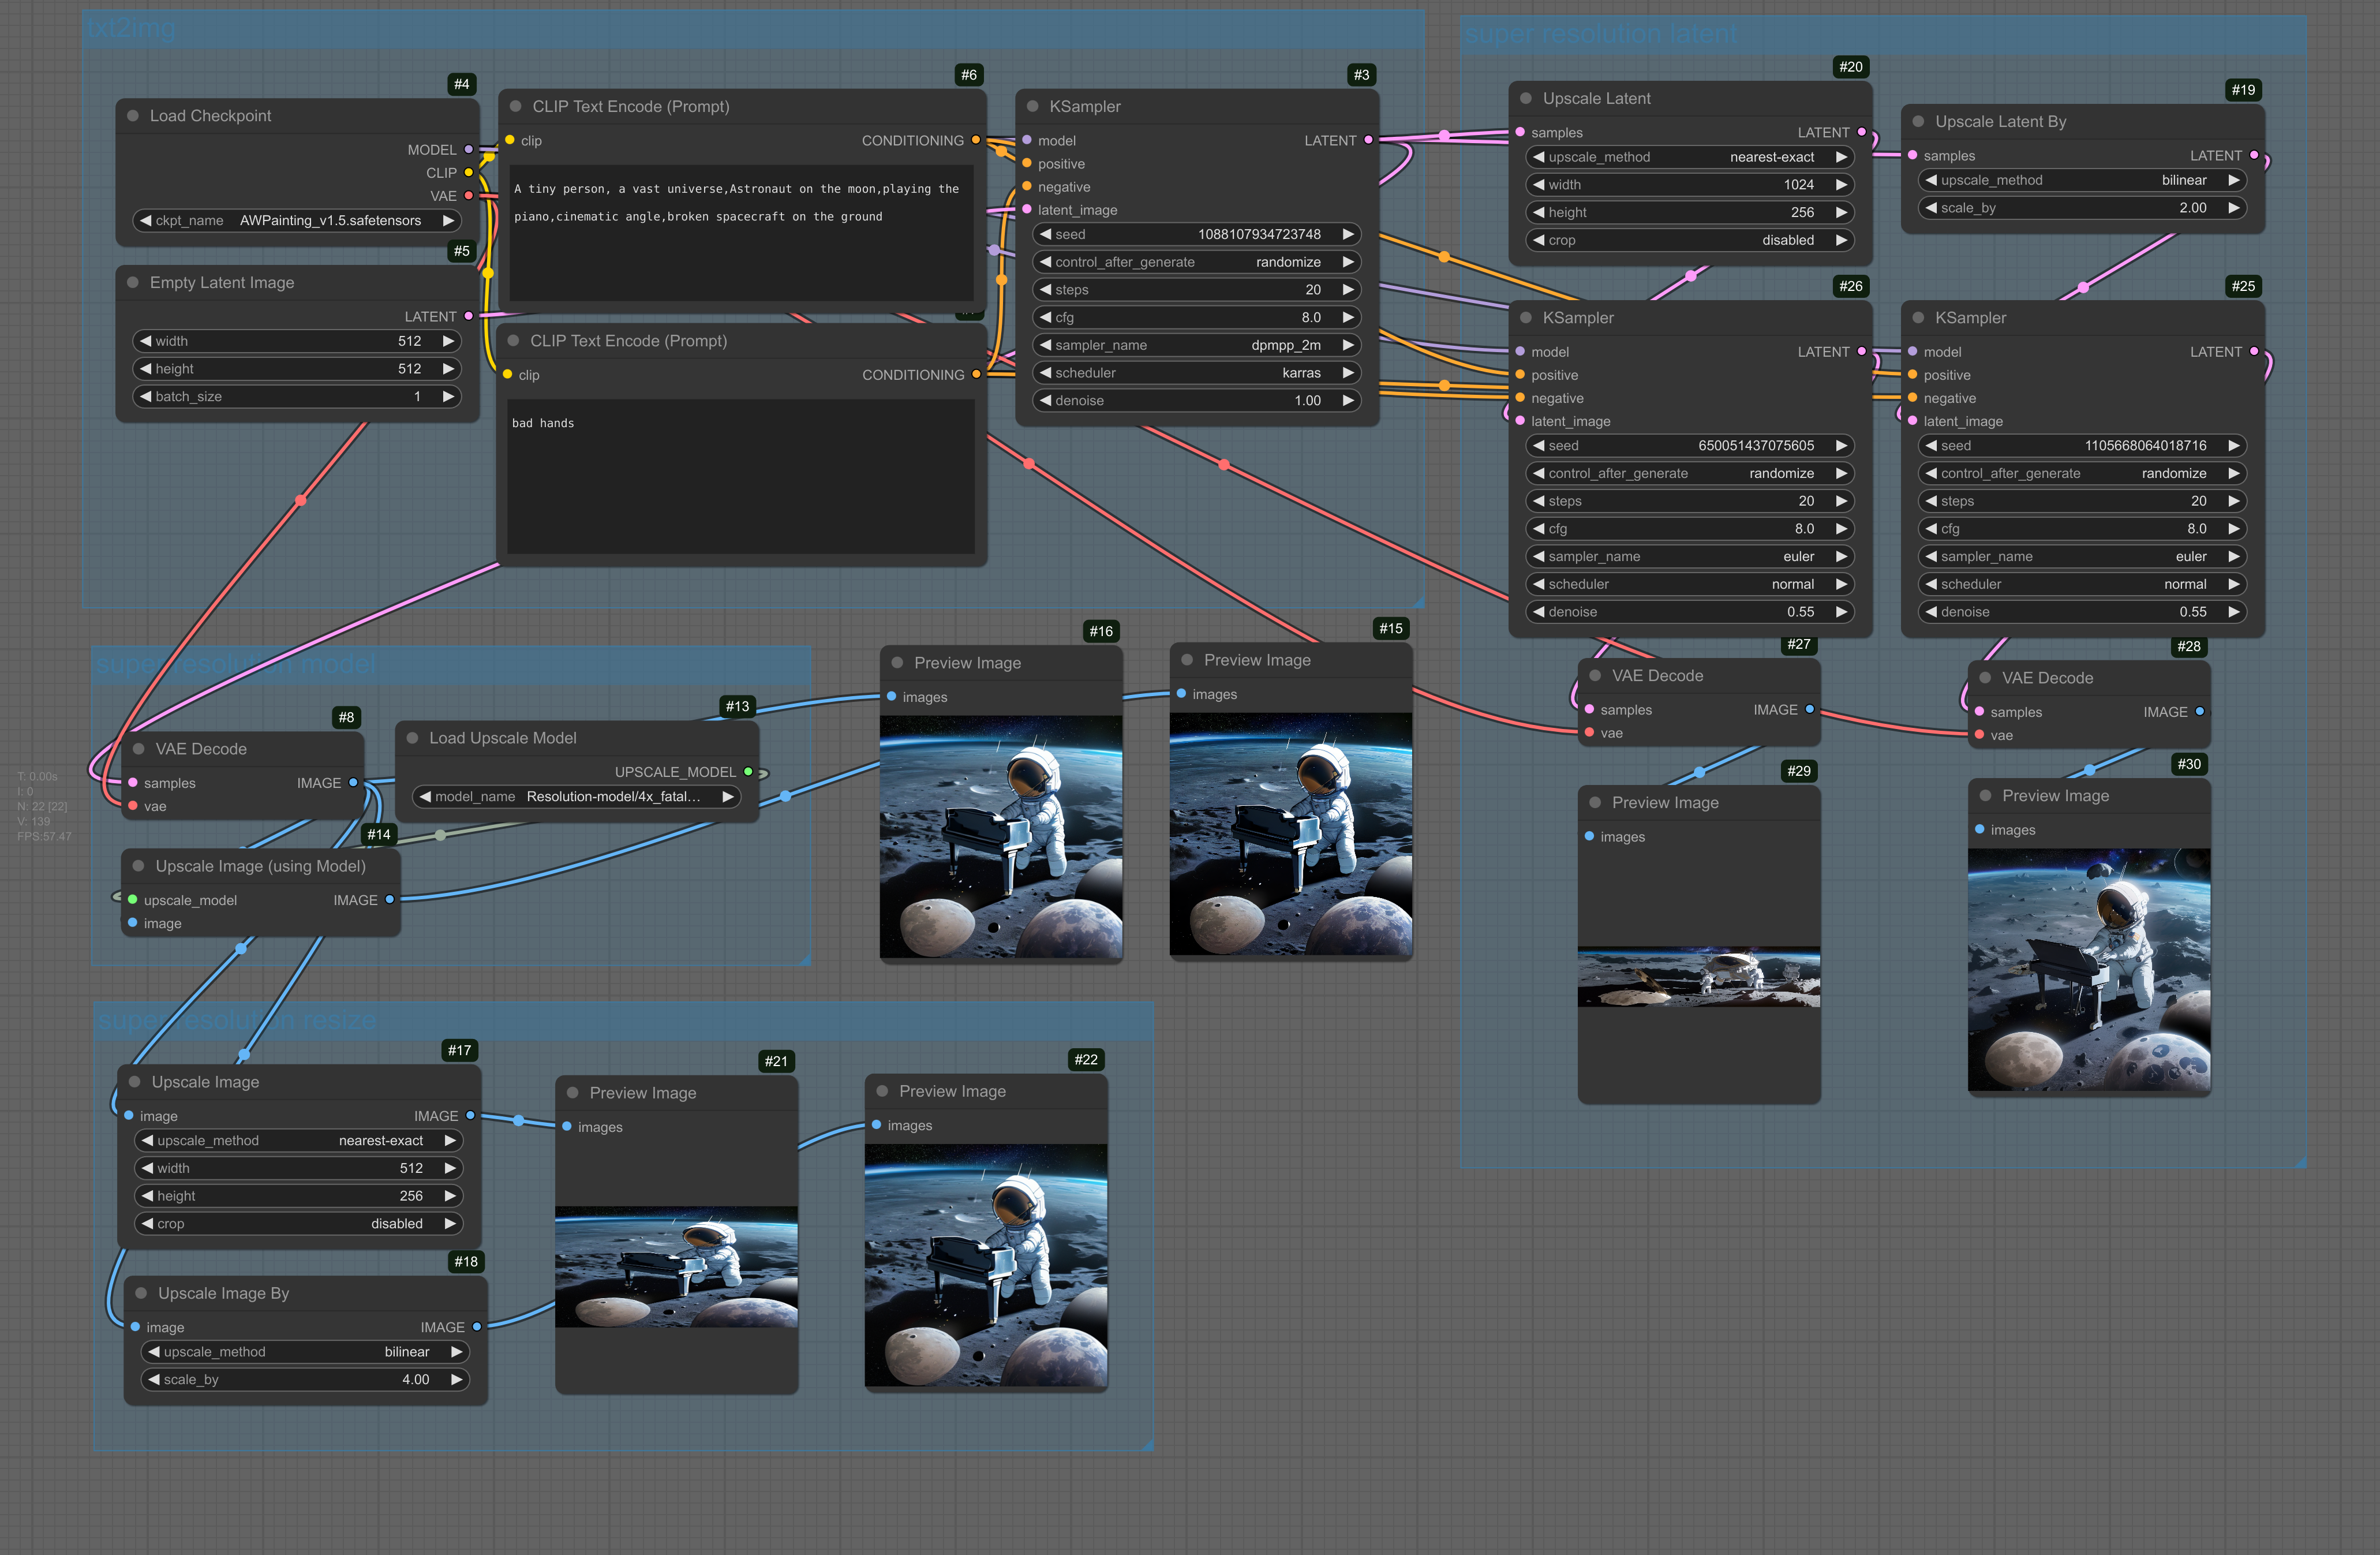 txt2img
#4
Load Checkpoint
MODEL
CLIP
VAE
ckpt_name AWPainting_v1.5.safetensors
#5
Empty Latent Image
LATENT
width 512
height 512
batch_size 1
#6
CLIP Text Encode (Prompt)
clip CONDITIONING
A tiny person, a vast universe,Astronaut on the moon,playing the
piano,cinematic angle,broken spacecraft on the ground
CLIP Text Encode (Prompt)
clip CONDITIONING
bad hands
#3
KSampler
model LATENT
positive
negative
latent_image
seed 1088107934723748
control_after_generate randomize
steps 20
cfg 8.0
sampler_name dpmpp_2m
scheduler karras
denoise 1.00
super resolution latent
#20
Upscale Latent
samples LATENT
upscale_method nearest-exact
width 1024
height 256
crop disabled
#19
Upscale Latent By
samples LATENT
upscale_method bilinear
scale_by 2.00
#26
KSampler
model LATENT
positive
negative
latent_image
seed 650051437075605
control_after_generate randomize
steps 20
cfg 8.0
sampler_name euler
scheduler normal
denoise 0.55
#25
KSampler
model LATENT
positive
negative
latent_image
seed 1105668064018716
control_after_generate randomize
steps 20
cfg 8.0
sampler_name euler
scheduler normal
denoise 0.55
#27
VAE Decode
samples IMAGE
vae
#28
VAE Decode
samples IMAGE
vae
#29
Preview Image
images
#30
Preview Image
images
super resolution model
#8
VAE Decode
samples IMAGE
vae
#13
Load Upscale Model
UPSCALE_MODEL
model_name Resolution-model/4x_fatal…
#14
Upscale Image (using Model)
upscale_model IMAGE
image
#16
Preview Image
images
#15
Preview Image
images
T: 0.00s
I: 0
N: 22 [22]
V: 139
FPS:57.47
super resolution resize
#17
Upscale Image
image IMAGE
upscale_method nearest-exact
width 512
height 256
crop disabled
#18
Upscale Image By
image IMAGE
upscale_method bilinear
scale_by 4.00
#21
Preview Image
images
#22
Preview Image
images